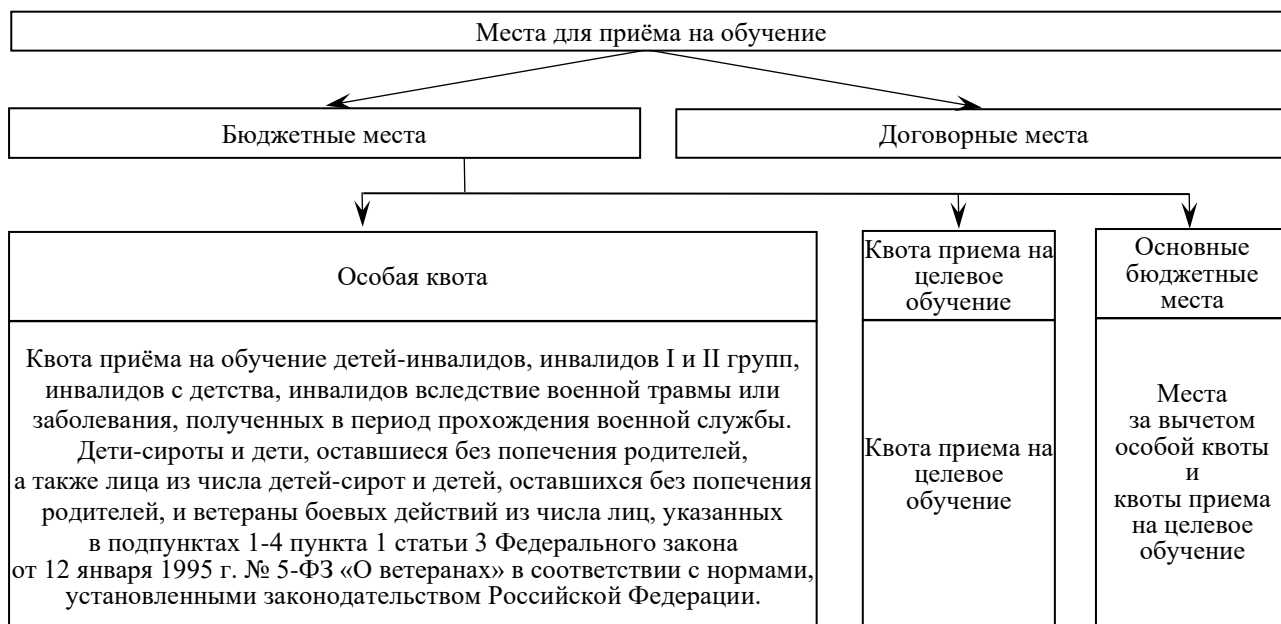 Места для приёма на обучение
Бюджетные места
Договорные места
Особая квота
Квота приема на
целевое
обучение
Основные
бюджетные
места
Квота приёма на обучение детей-инвалидов, инвалидов I и II групп,
инвалидов с детства, инвалидов вследствие военной травмы или
заболевания, полученных в период прохождения военной службы.
Дети-сироты и дети, оставшиеся без попечения родителей,
а также лица из числа детей-сирот и детей, оставшихся без попечения
родителей, и ветераны боевых действий из числа лиц, указанных
в подпунктах 1-4 пункта 1 статьи 3 Федерального закона
от 12 января 1995 г. № 5-ФЗ «О ветеранах» в соответствии с нормами,
установленными законодательством Российской Федерации.
Квота приема на
целевое
обучение
Места
за вычетом
особой квоты
и
квоты приема
на целевое
обучение